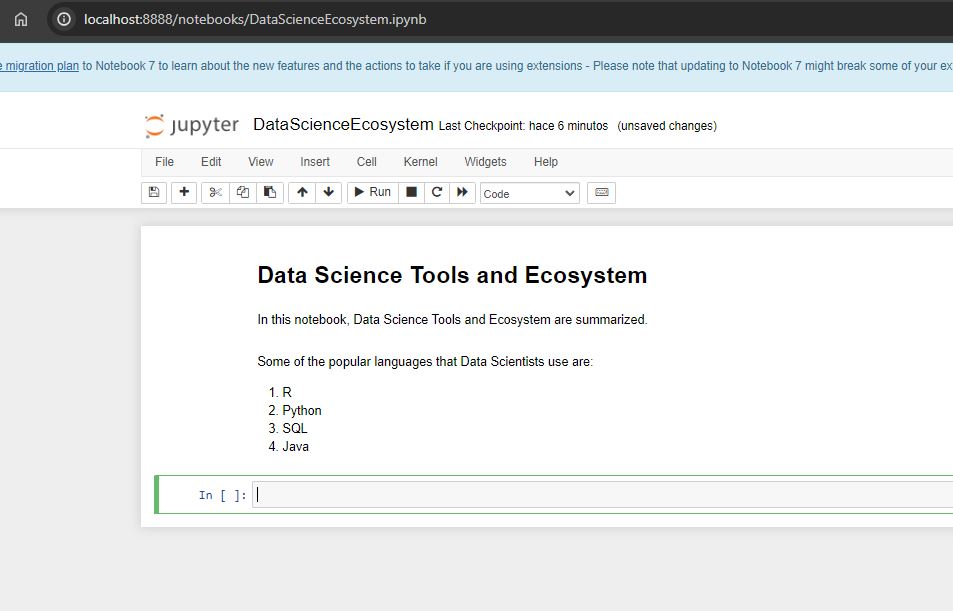 localhost:8888/notebooks/DataScienceEcosystem.ipynb
migration plan to Notebook 7 to learn about the new features and the actions to take if you are using extensions - Please note that updating to Notebook 7 might break some of your
jupyter DataScienceEcosystem Last Checkpoint: hace 6 minutos (unsaved changes)
File Edit View Insert Cell Kernel Widgets Help
Run Code
Data Science Tools and Ecosystem
In this notebook, Data Science Tools and Ecosystem are summarized.
Some of the popular languages that Data Scientists use are:
1. R
2. Python
3. SQL
4. Java
In [ ]: